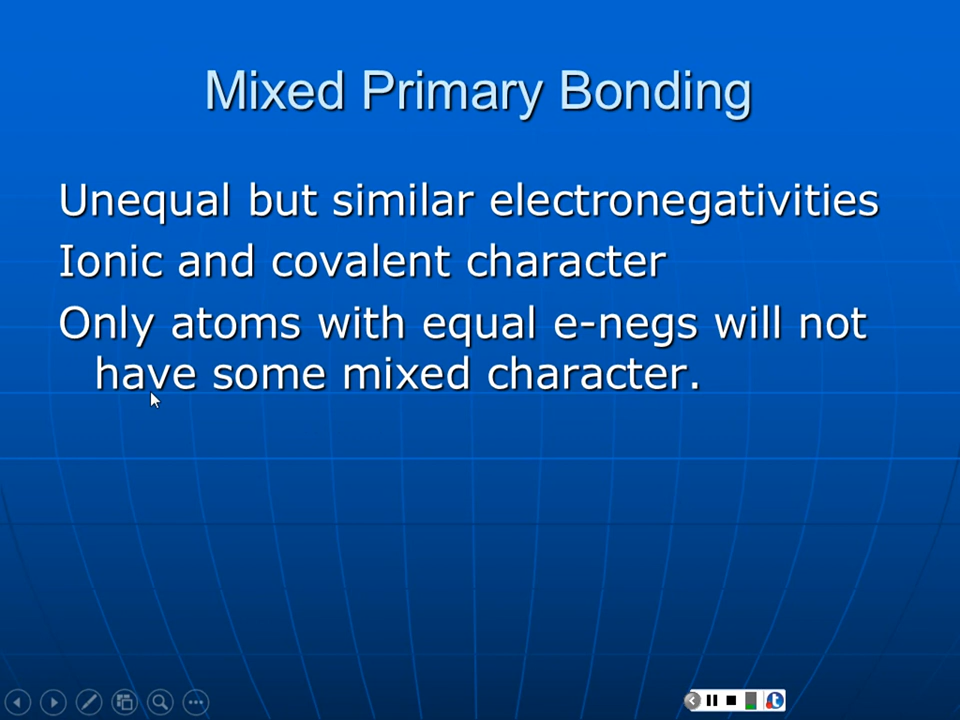 Mixed Primary Bonding
Unequal but similar electronegativities
Ionic and covalent character
Only atoms with equal e-negs will not
have some mixed character.